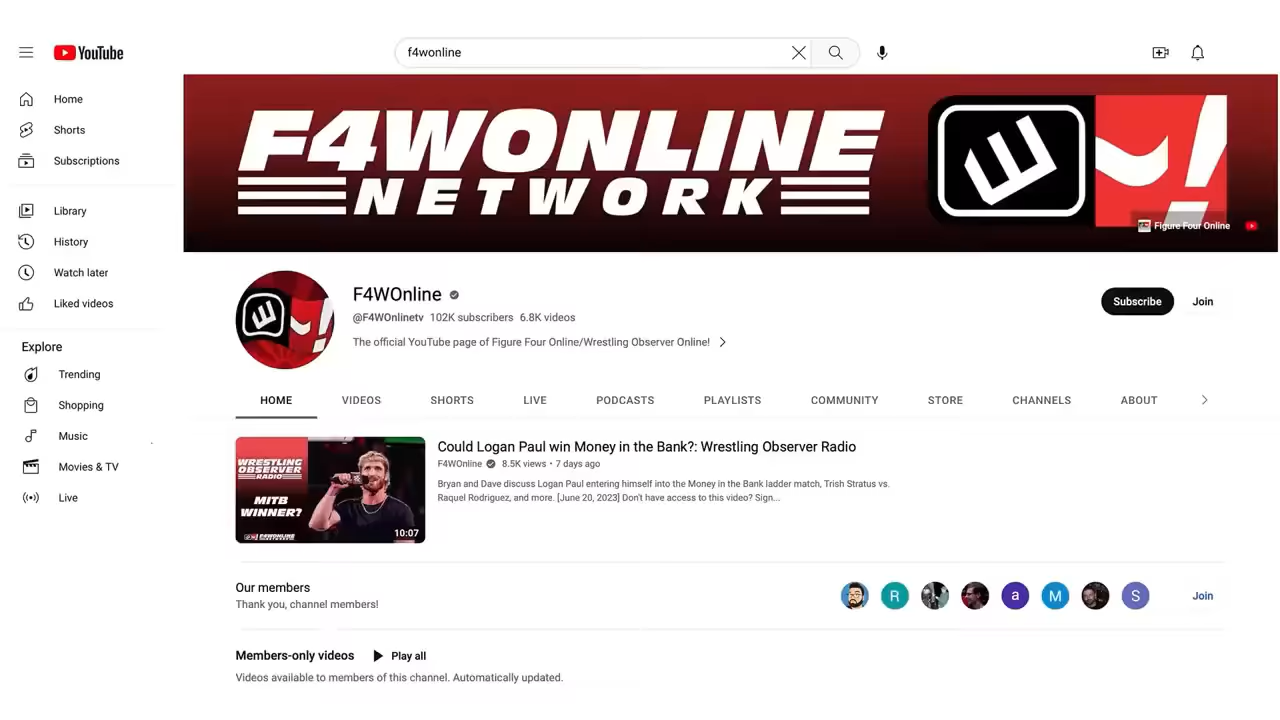 YouTube
f4wonline
Home
Shorts
Subscriptions
Library
History
Watch later
Liked videos
Explore
Trending
Shopping
Music
Movies & TV
Live
F4WONLINE
NETWORK
Figure Four Online
F4WOnline
@F4WOnlinetv 102K subscribers 6.8K videos
The official YouTube page of Figure Four Online/Wrestling Observer Online!
Subscribe
Join
HOME VIDEOS SHORTS LIVE PODCASTS PLAYLISTS COMMUNITY STORE CHANNELS ABOUT
WRESTLING
OBSERVER
RADIO
MITB
WINNER?
F4WONLINE
NETWORK
10:07
Could Logan Paul win Money in the Bank?: Wrestling Observer Radio
F4WOnline 8.5K views • 7 days ago
Bryan and Dave discuss Logan Paul entering himself into the Money in the Bank ladder match, Trish Stratus vs.
Raquel Rodriguez, and more. [June 20, 2023] Don't have access to this video? Sign...
Our members
Thank you, channel members!
R a M S
Join
Members-only videos Play all
Videos available to members of this channel. Automatically updated.